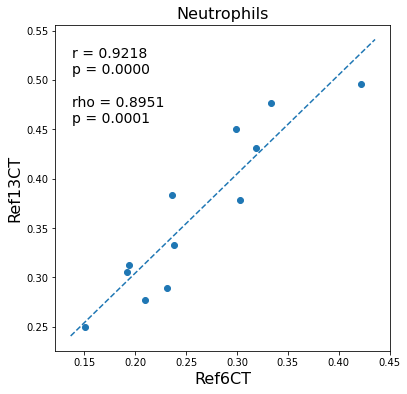 Neutrophils
r = 0.9218
p = 0.0000
rho = 0.8951
p = 0.0001
Ref13CT
0.55
0.50
0.45
0.40
0.35
0.30
0.25
0.15 0.20 0.25 0.30 0.35 0.40 0.45
Ref6CT